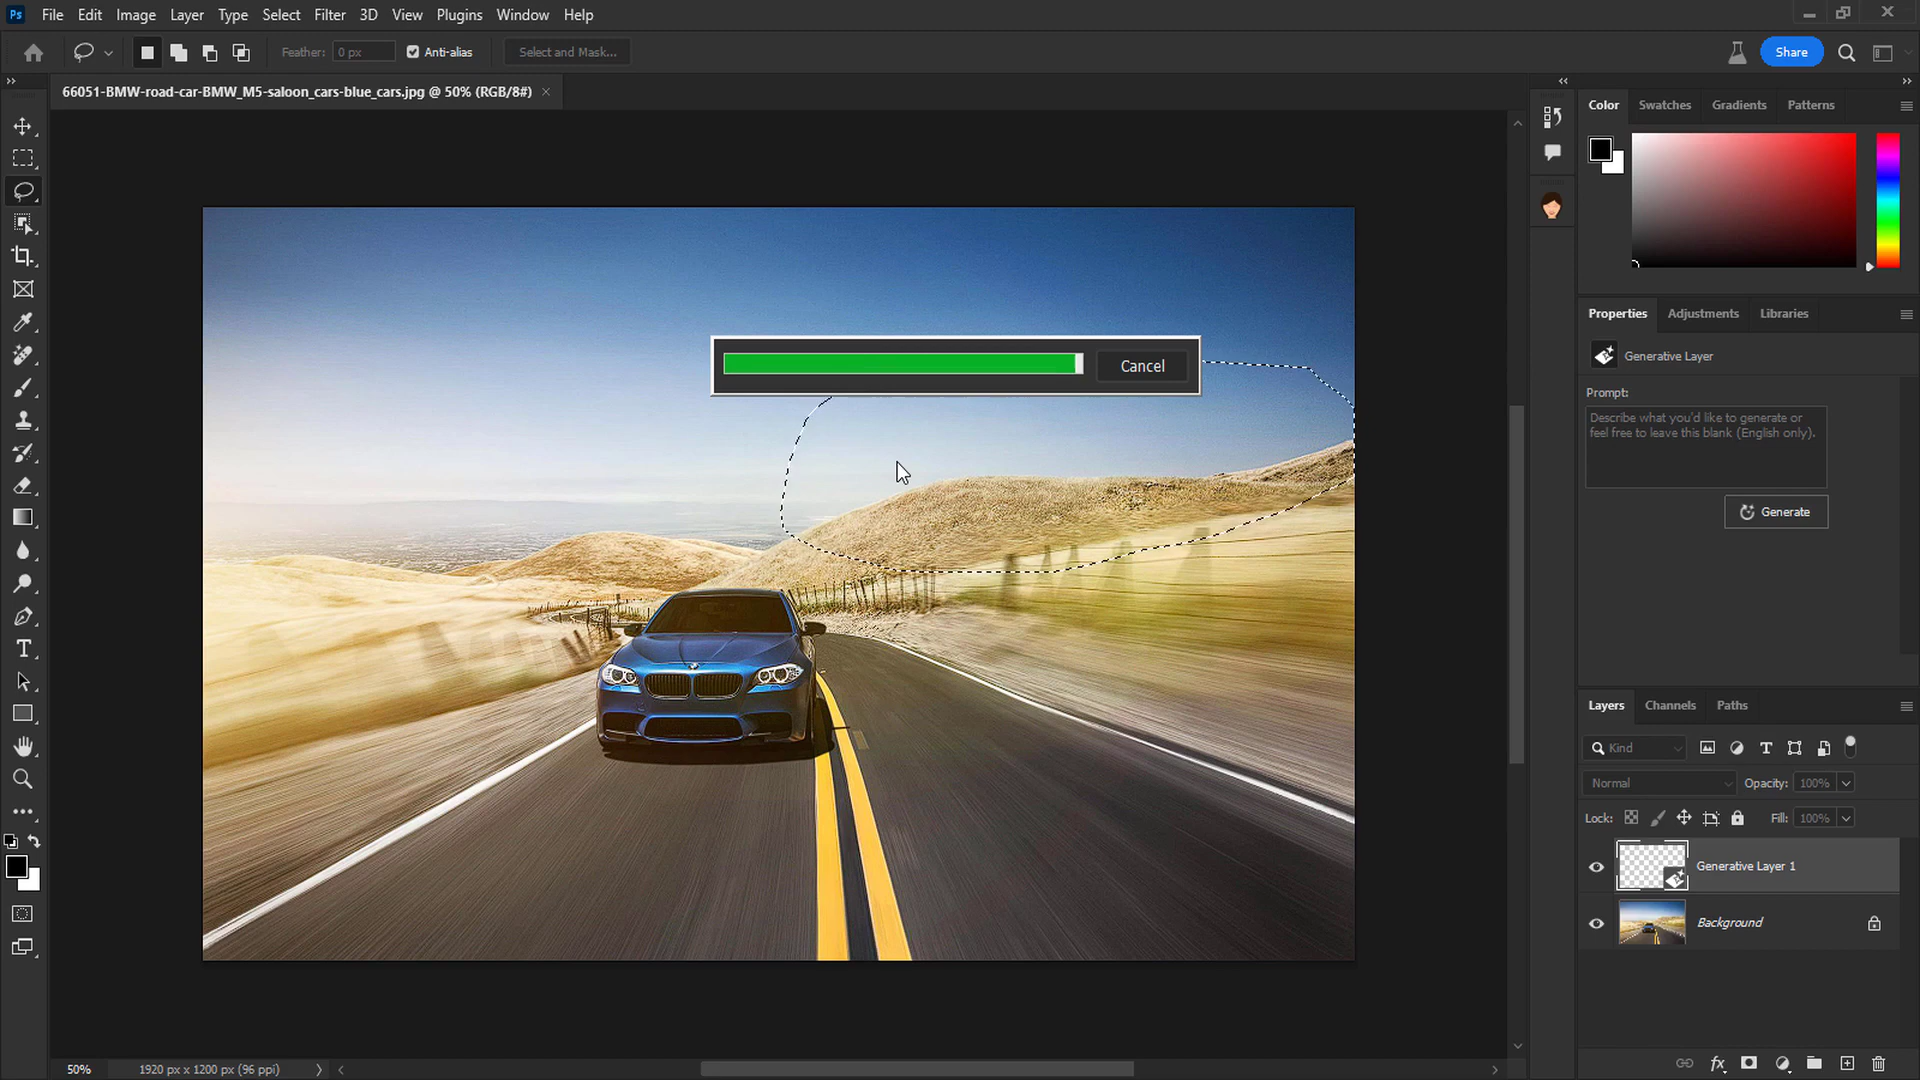 Ps File Edit Image Layer Type Select Filter 3D View Plugins Window Help
Feather: 0 px Anti-alias Select and Mask... Share
66051-BMW-road-car-BMW_M5-saloon_cars-blue_cars.jpg @ 50% (RGB/8#) ×
Color Swatches Gradients Patterns
Cancel
Properties Adjustments Libraries
Generative Layer
Prompt:
Describe what you'd like to generate or
feel free to leave this blank (English only).
Generate
Layers Channels Paths
Kind
Normal Opacity: 100%
Lock: Fill: 100%
Generative Layer 1
Background
50% 1920 px x 1200 px (96 ppi)